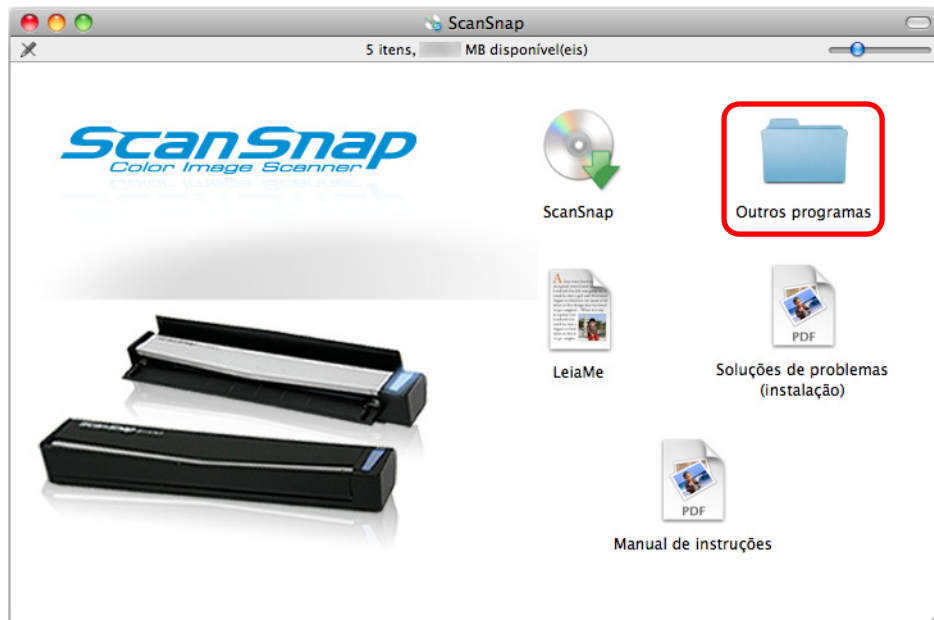 ScanSnap
5 itens, MB disponível(eis)
ScanSnap
Color Image Scanner
ScanSnap
Outros programas
LeiaMe
PDF
Soluções de problemas
(instalação)
PDF
Manual de instruções